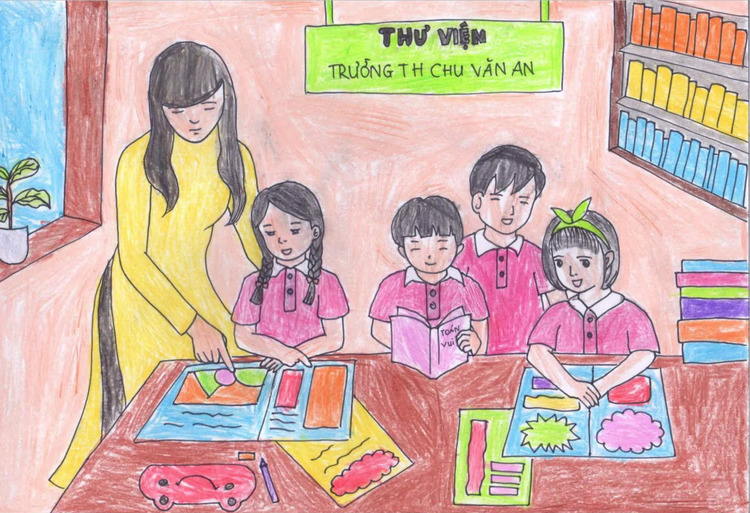 THƯ VIỆN
TRƯỜNG TH CHU VĂN AN
TOÁN
VUI